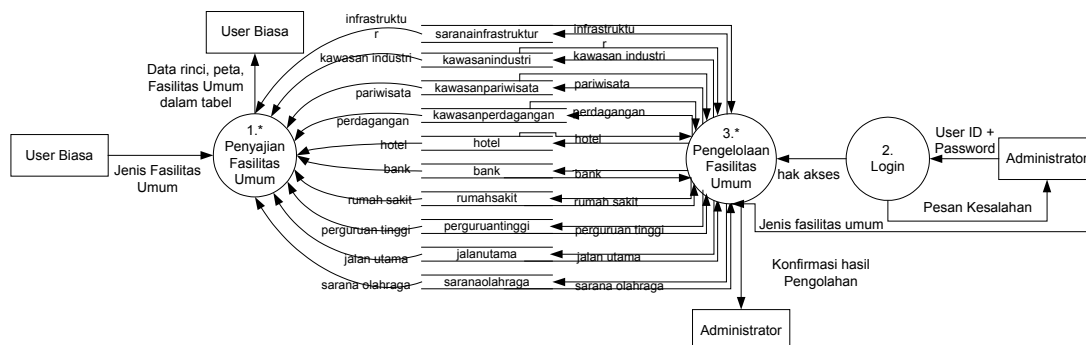 User Biasa
Data rinci, peta,
Fasilitas Umum
dalam tabel
User Biasa
Jenis Fasilitas
Umum
1.*
Penyajian
Fasilitas
Umum
infrastruktu
r
kawasan industri
pariwisata
perdagangan
hotel
bank
rumah sakit
perguruan tinggi
jalan utama
sarana olahraga
saranainfrastruktur
kawasanindustri
kawasanpariwisata
kawasanperdagangan
hotel
bank
rumahsakit
perguruantinggi
jalanutama
saranaolahraga
infrastruktu
r
kawasan industri
pariwisata
perdagangan
hotel
bank
rumah sakit
perguruan tinggi
jalan utama
sarana olahraga
3.*
Pengelolaan
Fasilitas
Umum
hak akses
2.
Login
User ID +
Password
Administrator
Pesan Kesalahan
Jenis fasilitas umum
Konfirmasi hasil
Pengolahan
Administrator